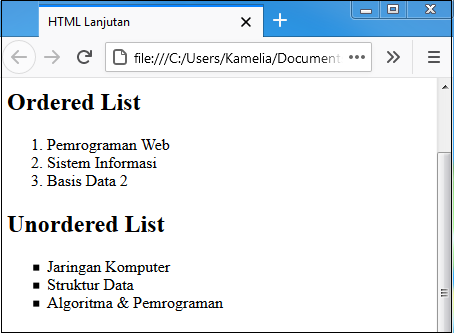 HTML Lanjutan
file:///C:/Users/Kamelia/Document
Ordered List
1. Pemrograman Web
2. Sistem Informasi
3. Basis Data 2
Unordered List
▪ Jaringan Komputer
▪ Struktur Data
▪ Algoritma & Pemrograman